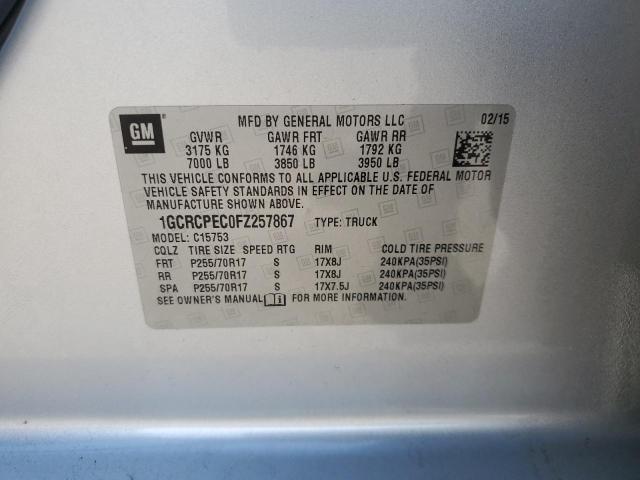 GM
MFD BY GENERAL MOTORS LLC 02/15
GVWR GAWR FRT GAWR RR
3175 KG 1746 KG 1792 KG
7000 LB 3850 LB 3950 LB
THIS VEHICLE CONFORMS TO ALL APPLICABLE U.S. FEDERAL MOTOR
VEHICLE SAFETY STANDARDS IN EFFECT ON THE DATE OF
MANUFACTURE SHOWN ABOVE.
1GCRCPEC0FZ257867 TYPE: TRUCK
MODEL: C15753
CQLZ TIRE SIZE SPEED RTG RIM COLD TIRE PRESSURE
FRT P255/70R17 S 17X8J 240KPA(35PSI)
RR P255/70R17 S 17X8J 240KPA(35PSI)
SPA P255/70R17 S 17X7.5J 240KPA(35PSI)
SEE OWNER'S MANUAL FOR MORE INFORMATION.